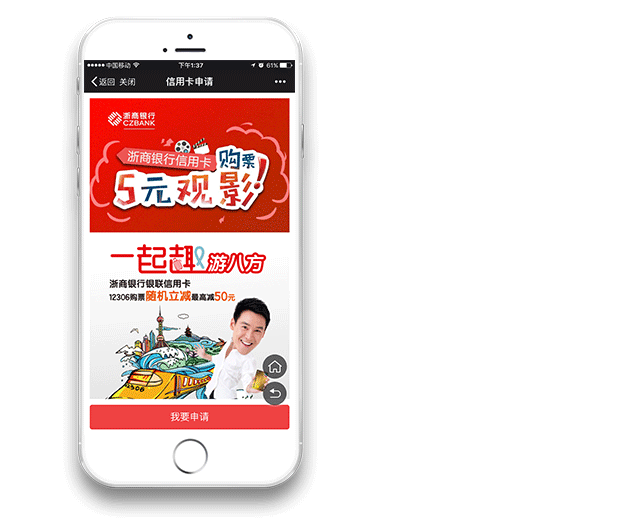 中国移动 下午1:37 61%
返回 关闭 信用卡申请
浙商银行
CZBANK
浙商银行信用卡 购票
5元观影!
一起趣游八方
浙商银行银联信用卡
12306购票随机立减最高减50元
12306
我要申请